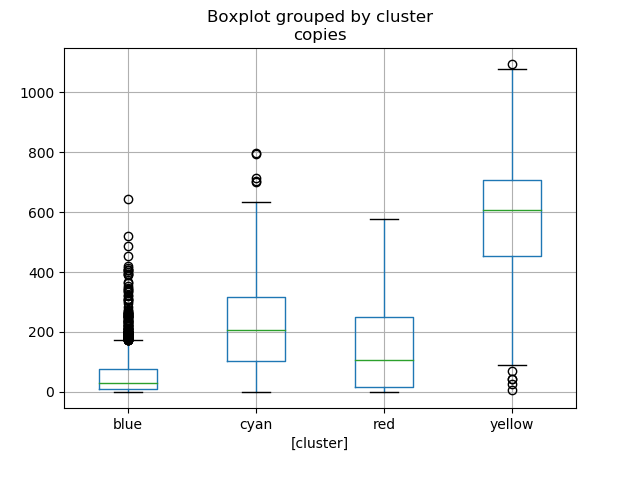 Boxplot grouped by cluster
copies
1000
800
600
400
200
0
blue cyan red yellow
[cluster]